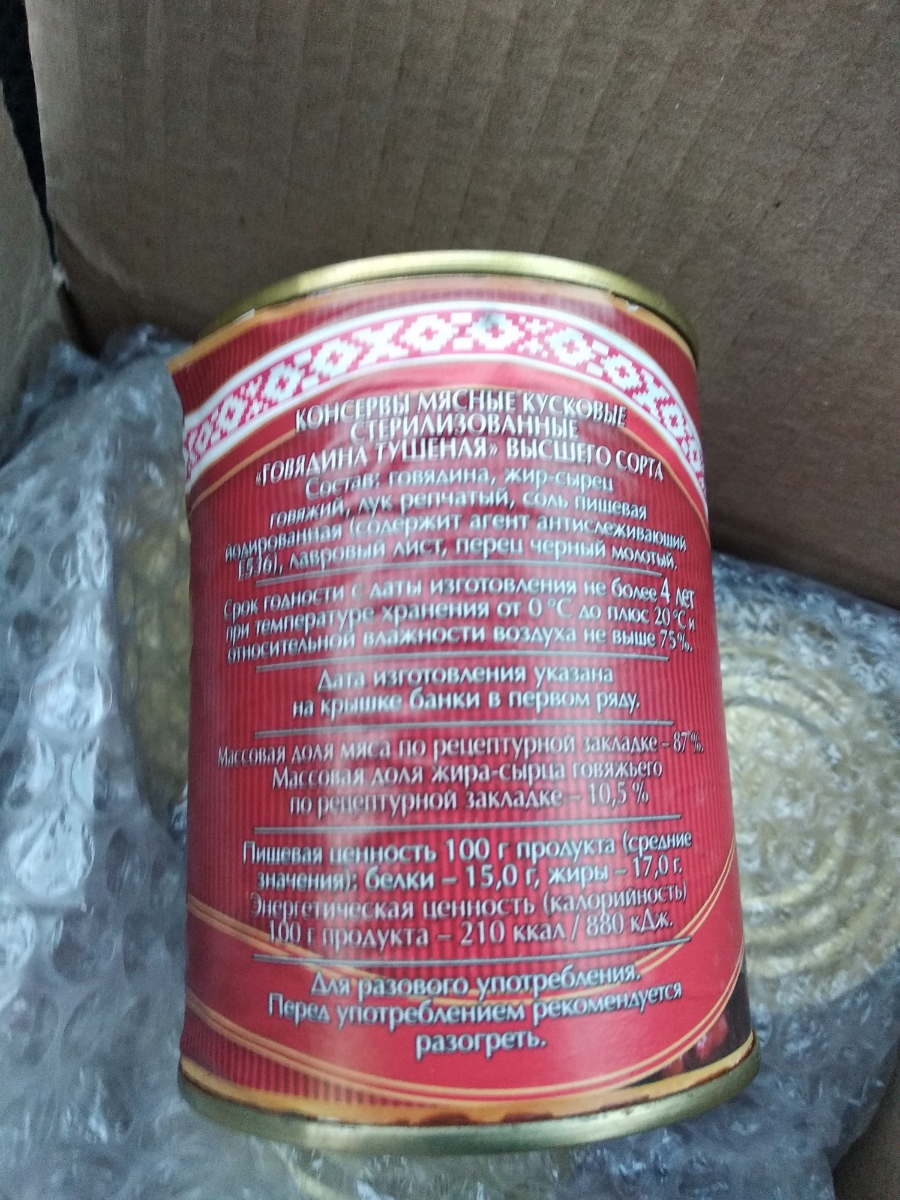 КОНСЕРВЫ МЯСНЫЕ КУСКОВЫЕ
СТЕРИЛИЗОВАННЫЕ
«ГОВЯДИНА ТУШЕНАЯ» ВЫСШЕГО СОРТА
Состав: говядина, жир-сырец
говяжий, лук репчатый, соль пищевая
йодированная (содержит агент антислеживающий
Е536), лавровый лист, перец черный молотый.
Срок годности с даты изготовления не более 4 лет
при температуре хранения от 0 °С до плюс 20 °С и
относительной влажности воздуха не выше 75%.
Дата изготовления указана
на крышке банки в первом ряду.
Массовая доля мяса по рецептурной закладке – 87%.
Массовая доля жира-сырца говяжьего
по рецептурной закладке – 10,5 %
Пищевая ценность 100 г продукта (средние
значения): белки – 15,0 г, жиры – 17,0 г.
Энергетическая ценность (калорийность)
100 г продукта – 210 ккал / 880 кДж.
Для разового употребления.
Перед употреблением рекомендуется
разогреть.